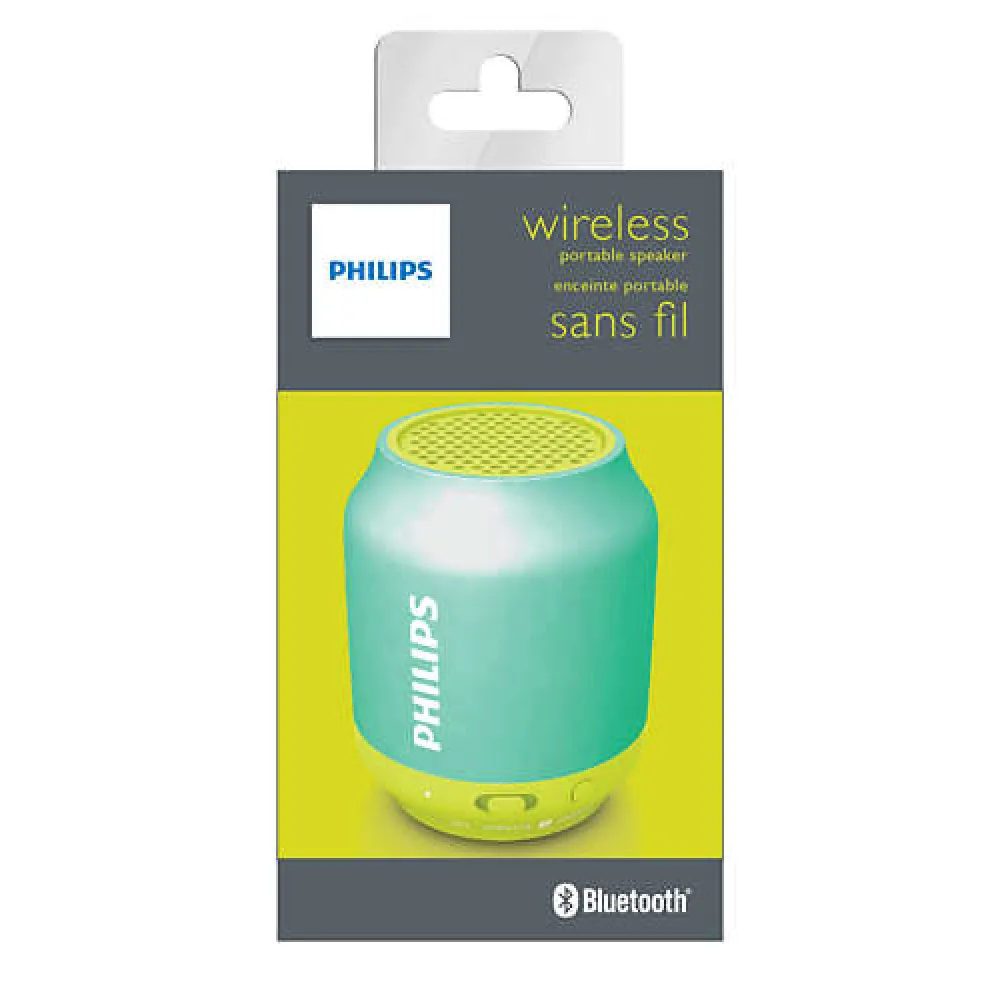 PHILIPS
wireless
portable speaker
enceinte portable
sans fil
PHILIPS
Bluetooth®